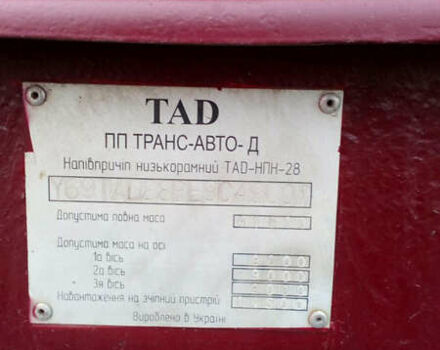 TAD
ПП ТРАНС-АВТО-Д
Напівпричіп низькорамний TAD-НПН-28
Допустима повна маса
Допустима маса на осі
1а вісь
2а вісь 9000
3я вісь
Навантаження на зчіпний пристрій
Вироблено в Україні